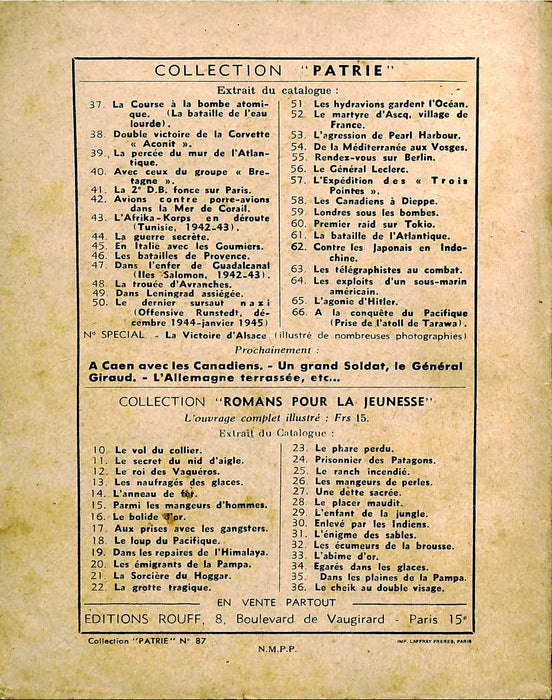 COLLECTION "PATRIE"
Extrait du catalogue :
37. La Course à la bombe atomi-
que. (La bataille de l'eau
lourde).
38. Double victoire de la Corvette
« Aconit ».
39. La percée du mur de l'Atlan-
tique.
40. Avec ceux du groupe « Bre-
tagne ».
41. La 2e D.B. fonce sur Paris.
42. Avions contre porre-avions
dans la Mer de Corail.
43. L'Afrika-Korps en déroute
(Tunisie, 1942-43).
44. La guerre secrète.
45. En Italie avec les Goumiers.
46. Les batailles de Provence.
47. Dans l'enfer de Guadalcanal
(Iles Salomon, 1942-43).
48. La trouée d'Avranches.
49. Dans Leningrad assiégée.
50. Le dernier sursaut nazi
(Offensive Runstedt, dé-
cembre 1944-janvier 1945)
51. Les hydravions gardent l'Océan.
52. Le martyre d'Ascq, village de
France.
53. L'agression de Pearl Harbour.
54. De la Méditerranée aux Vosges.
55. Rendez-vous sur Berlin.
56. Le Général Leclerc.
57. L'Expédition des « Trois
Pointes ».
58. Les Canadiens à Dieppe.
59. Londres sous les bombes.
60. Premier raid sur Tokio.
61. La bataille de l'Atlantique.
62. Contre les Japonais en Indo-
chine.
63. Les télégraphistes au combat.
64. Les exploits d'un sous-marin
américain.
65. L'agonie d'Hitler.
66. A la conquête du Pacifique
(Prise de l'atoll de Tarawa).
No SPECIAL - La Victoire d'Alsace (illustré de nombreuses photographies)
Prochainement :
A Caen avec les Canadiens. - Un grand Soldat, le Général
Giraud. - L'Allemagne terrassée, etc...
COLLECTION "ROMANS POUR LA JEUNESSE"
L'ouvrage complet illustré : Frs 15.
Extrait du Catalogue :
10. Le vol du collier.
11. Le secret du nid d'aigle.
12. Le roi des Vaquéros.
13. Les naufragés des glaces.
14. L'anneau de fer.
15. Parmi les mangeurs d'hommes.
16. Le bolide d'or.
17. Aux prises avec les gangsters.
18. Le loup du Pacifique.
19. Dans les repaires de l'Himalaya.
20. Les émigrants de la Pampa.
21. La Sorcière du Hoggar.
22. La grotte tragique.
23. Le phare perdu.
24. Prisonnier des Patagons.
25. Le ranch incendié.
26. Les mangeurs de perles.
27. Une dette sacrée.
28. Le placer maudit.
29. L'enfant de la jungle.
30. Enlevé par les Indiens.
31. L'énigme des sables.
32. Les écumeurs de la brousse.
33. L'abime d'or.
34. Egarés dans les glaces.
35. Dans les plaines de la Pampa.
36. Le cheik au double visage.
EN VENTE PARTOUT
EDITIONS ROUFF, 8, Boulevard de Vaugirard - Paris 15e
Collection "PATRIE" No 87
IMP. LAFFRAY FRERES, PARIS
N.M.P.P.